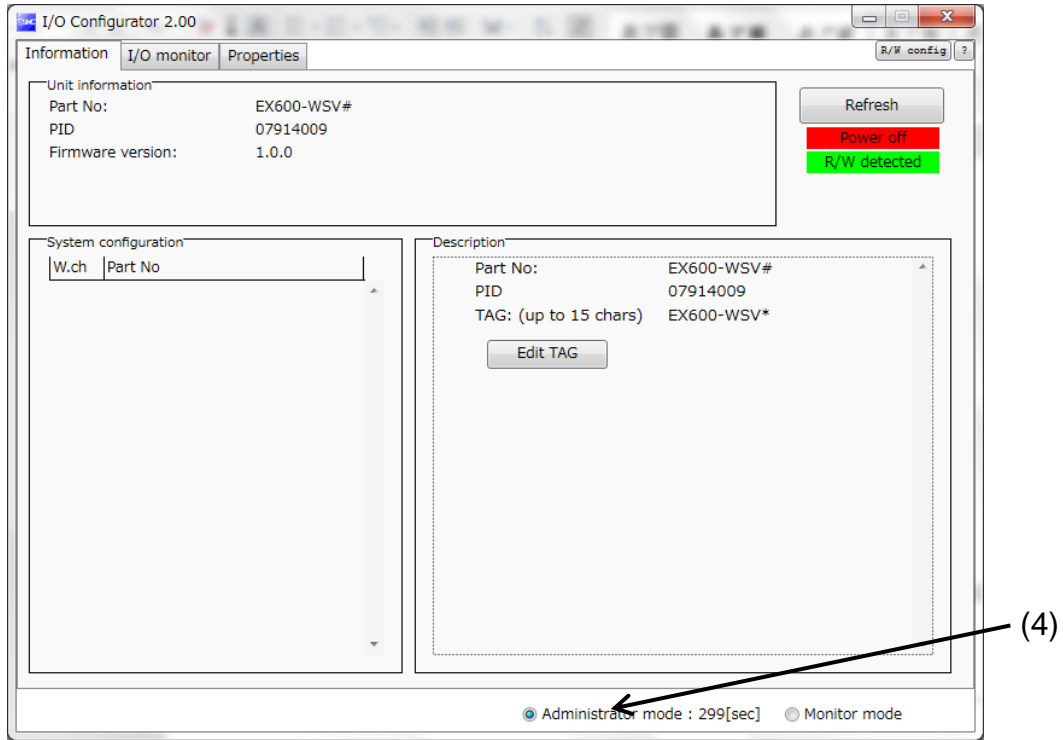 I/O Configurator 2.00
Information I/O monitor Properties R/W config ?
Unit information
Part No: EX600-WSV#
PID 07914009
Firmware version: 1.0.0
Refresh
Power off
R/W detected
System configuration
W.ch Part No
Description
Part No: EX600-WSV#
PID 07914009
TAG: (up to 15 chars) EX600-WSV*
Edit TAG
(4)
Administrator mode : 299[sec] Monitor mode